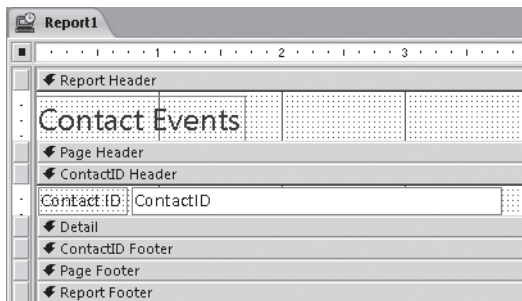 Report1
1 2 3
Report Header
Contact Events
Page Header
ContactID Header
Contact ID: ContactID
Detail
ContactID Footer
Page Footer
Report Footer